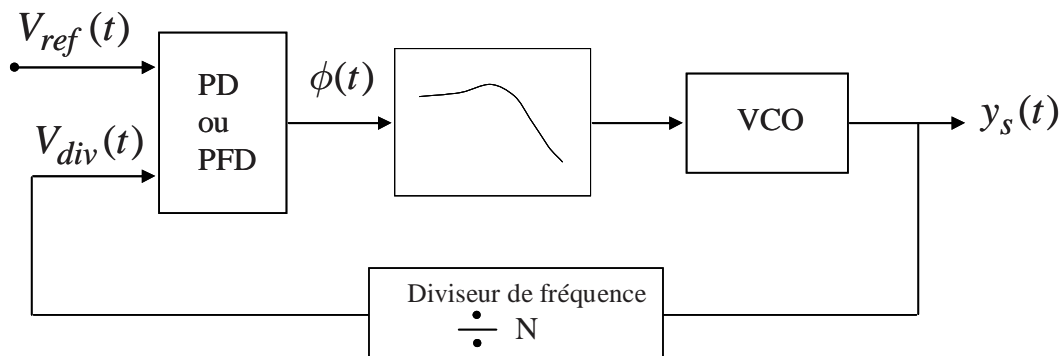 V_ref(t)
PD
ou
PFD
ϕ(t)
VCO
y_s(t)
V_div(t)
Diviseur de fréquence
÷ N